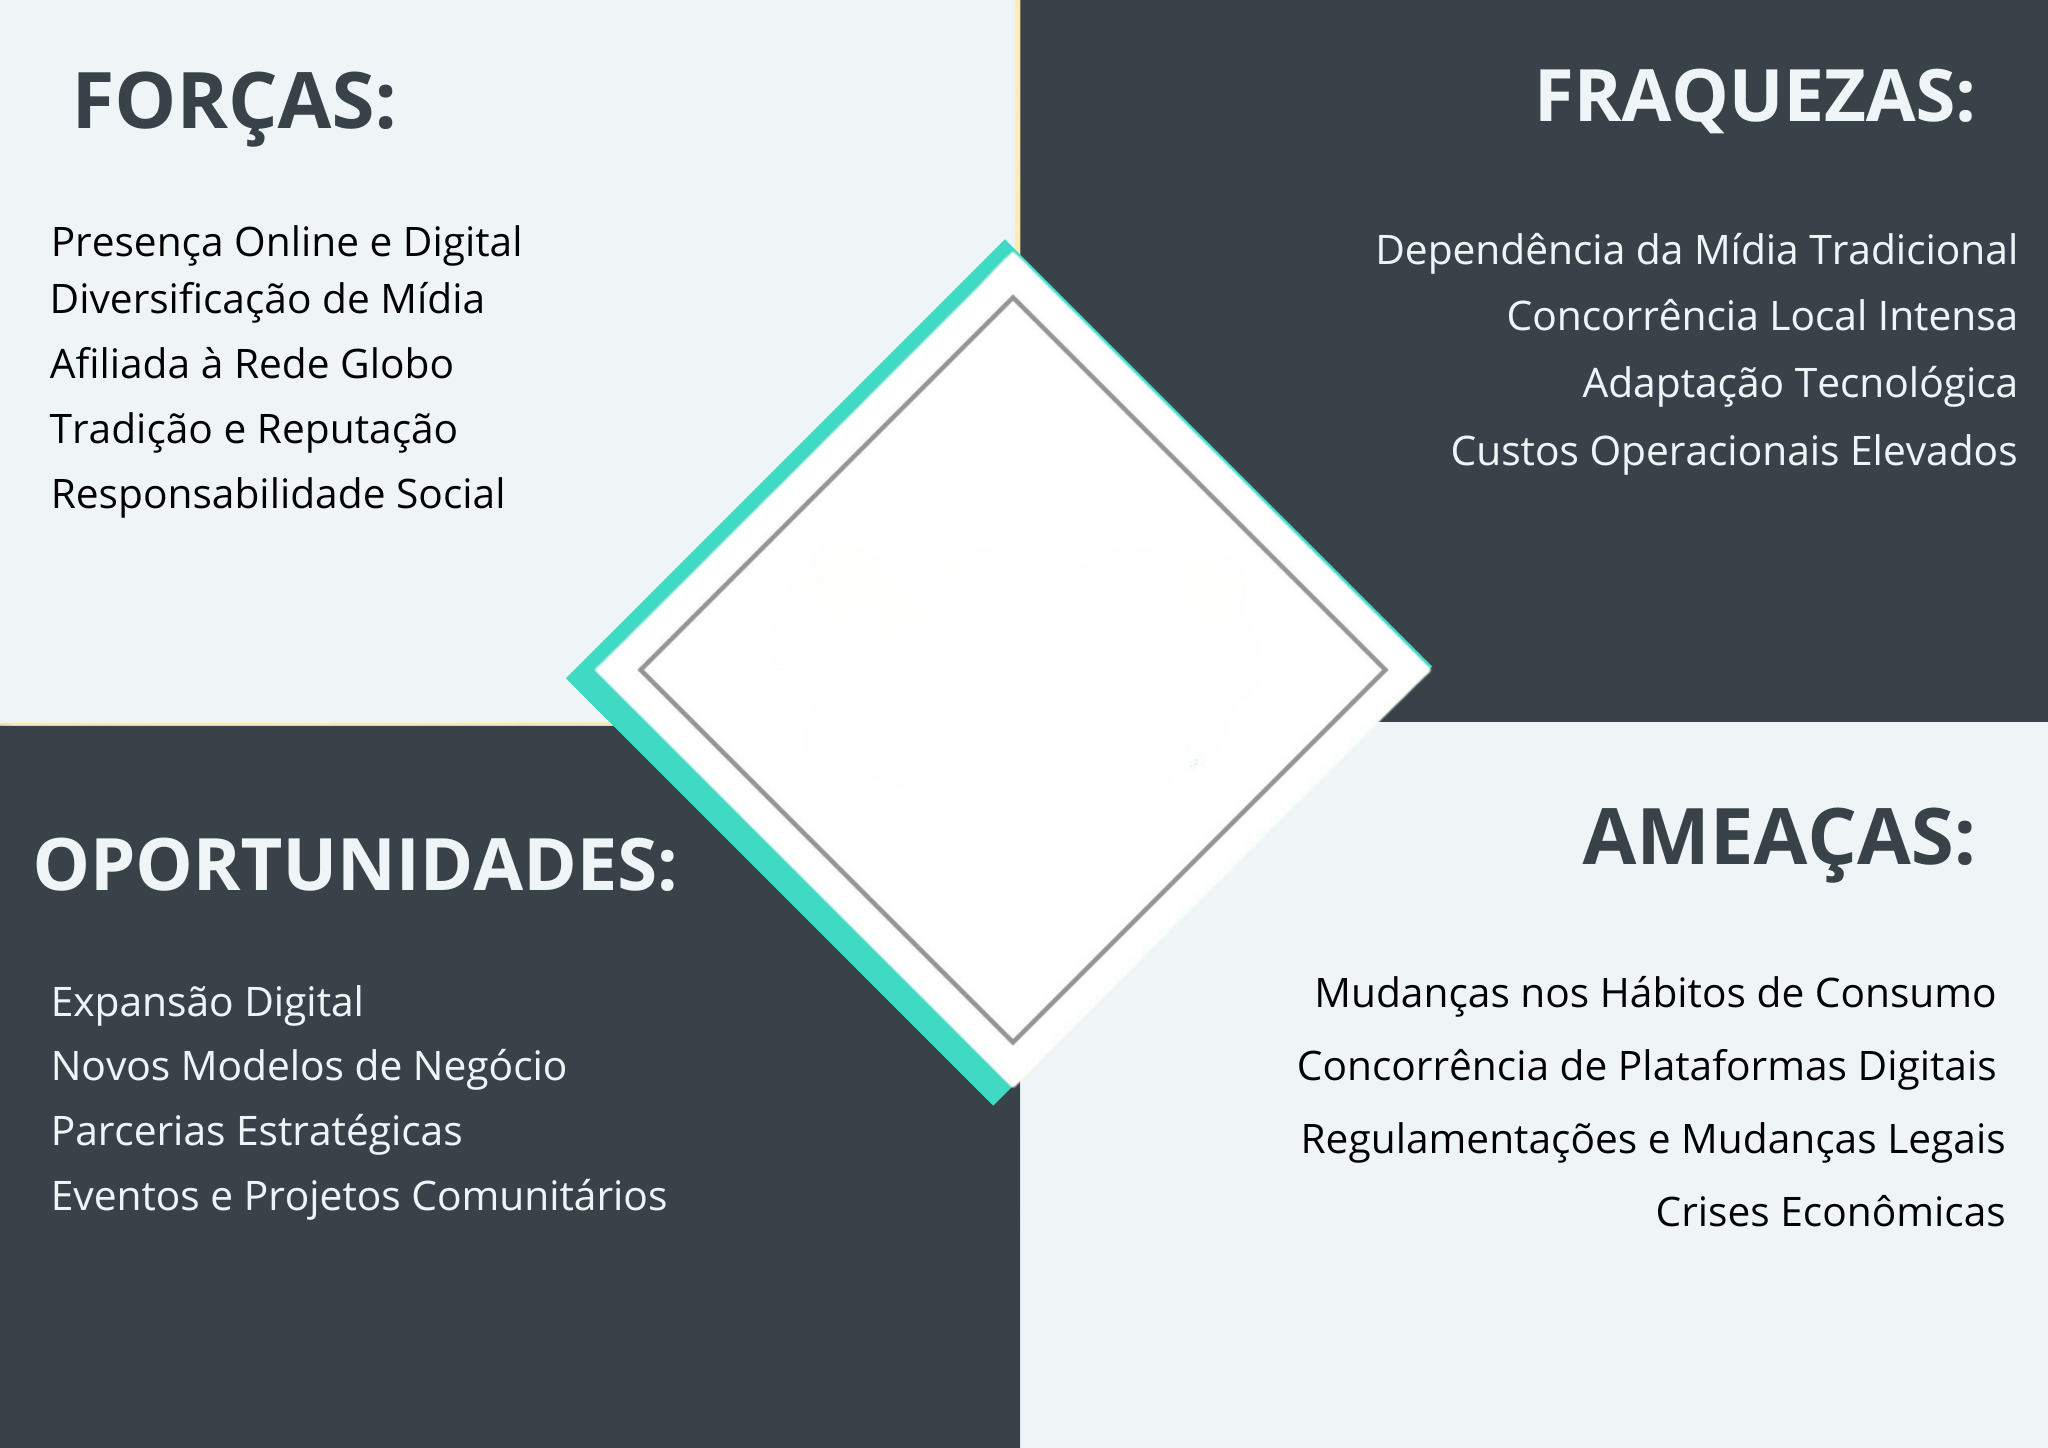 FORÇAS:
Presença Online e Digital
Diversificação de Mídia
Afiliada à Rede Globo
Tradição e Reputação
Responsabilidade Social
FRAQUEZAS:
Dependência da Mídia Tradicional
Concorrência Local Intensa
Adaptação Tecnológica
Custos Operacionais Elevados
OPORTUNIDADES:
Expansão Digital
Novos Modelos de Negócio
Parcerias Estratégicas
Eventos e Projetos Comunitários
AMEAÇAS:
Mudanças nos Hábitos de Consumo
Concorrência de Plataformas Digitais
Regulamentações e Mudanças Legais
Crises Econômicas